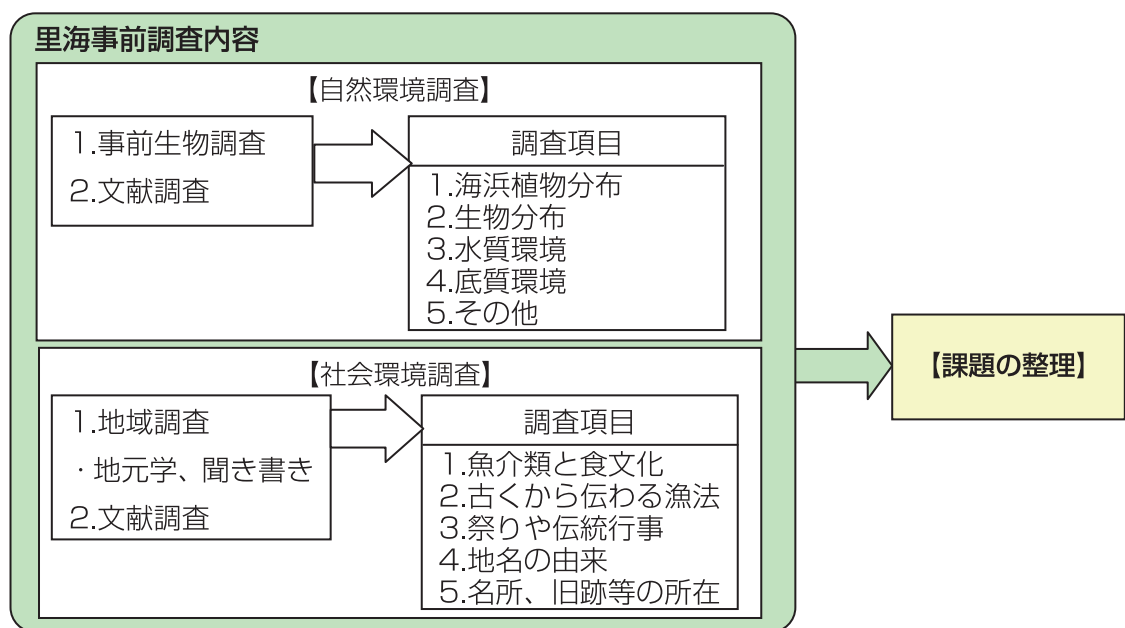 里海事前調査内容
【自然環境調査】
1.事前生物調査
2.文献調査
調査項目
1.海浜植物分布
2.生物分布
3.水質環境
4.底質環境
5.その他
【社会環境調査】
1.地域調査
・地元学、聞き書き
2.文献調査
調査項目
1.魚介類と食文化
2.古くから伝わる漁法
3.祭りや伝統行事
4.地名の由来
5.名所、旧跡等の所在
【課題の整理】